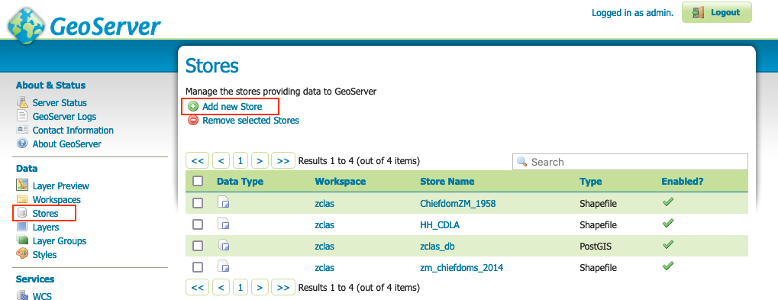 GeoServer
Logged in as admin.
Logout
About & Status
Server Status
GeoServer Logs
Contact Information
About GeoServer
Data
Layer Preview
Workspaces
Stores
Layers
Layer Groups
Styles
Services
WCS
Stores
Manage the stores providing data to GeoServer
Add new Store
Remove selected Stores
<< < 1 > >> Results 1 to 4 (out of 4 items)
Search
Data Type Workspace Store Name Type Enabled?
zclas ChiefdomZM_1958 Shapefile
zclas HH_CDLA Shapefile
zclas zclas_db PostGIS
zclas zm_chiefdoms_2014 Shapefile
<< < 1 > >> Results 1 to 4 (out of 4 items)